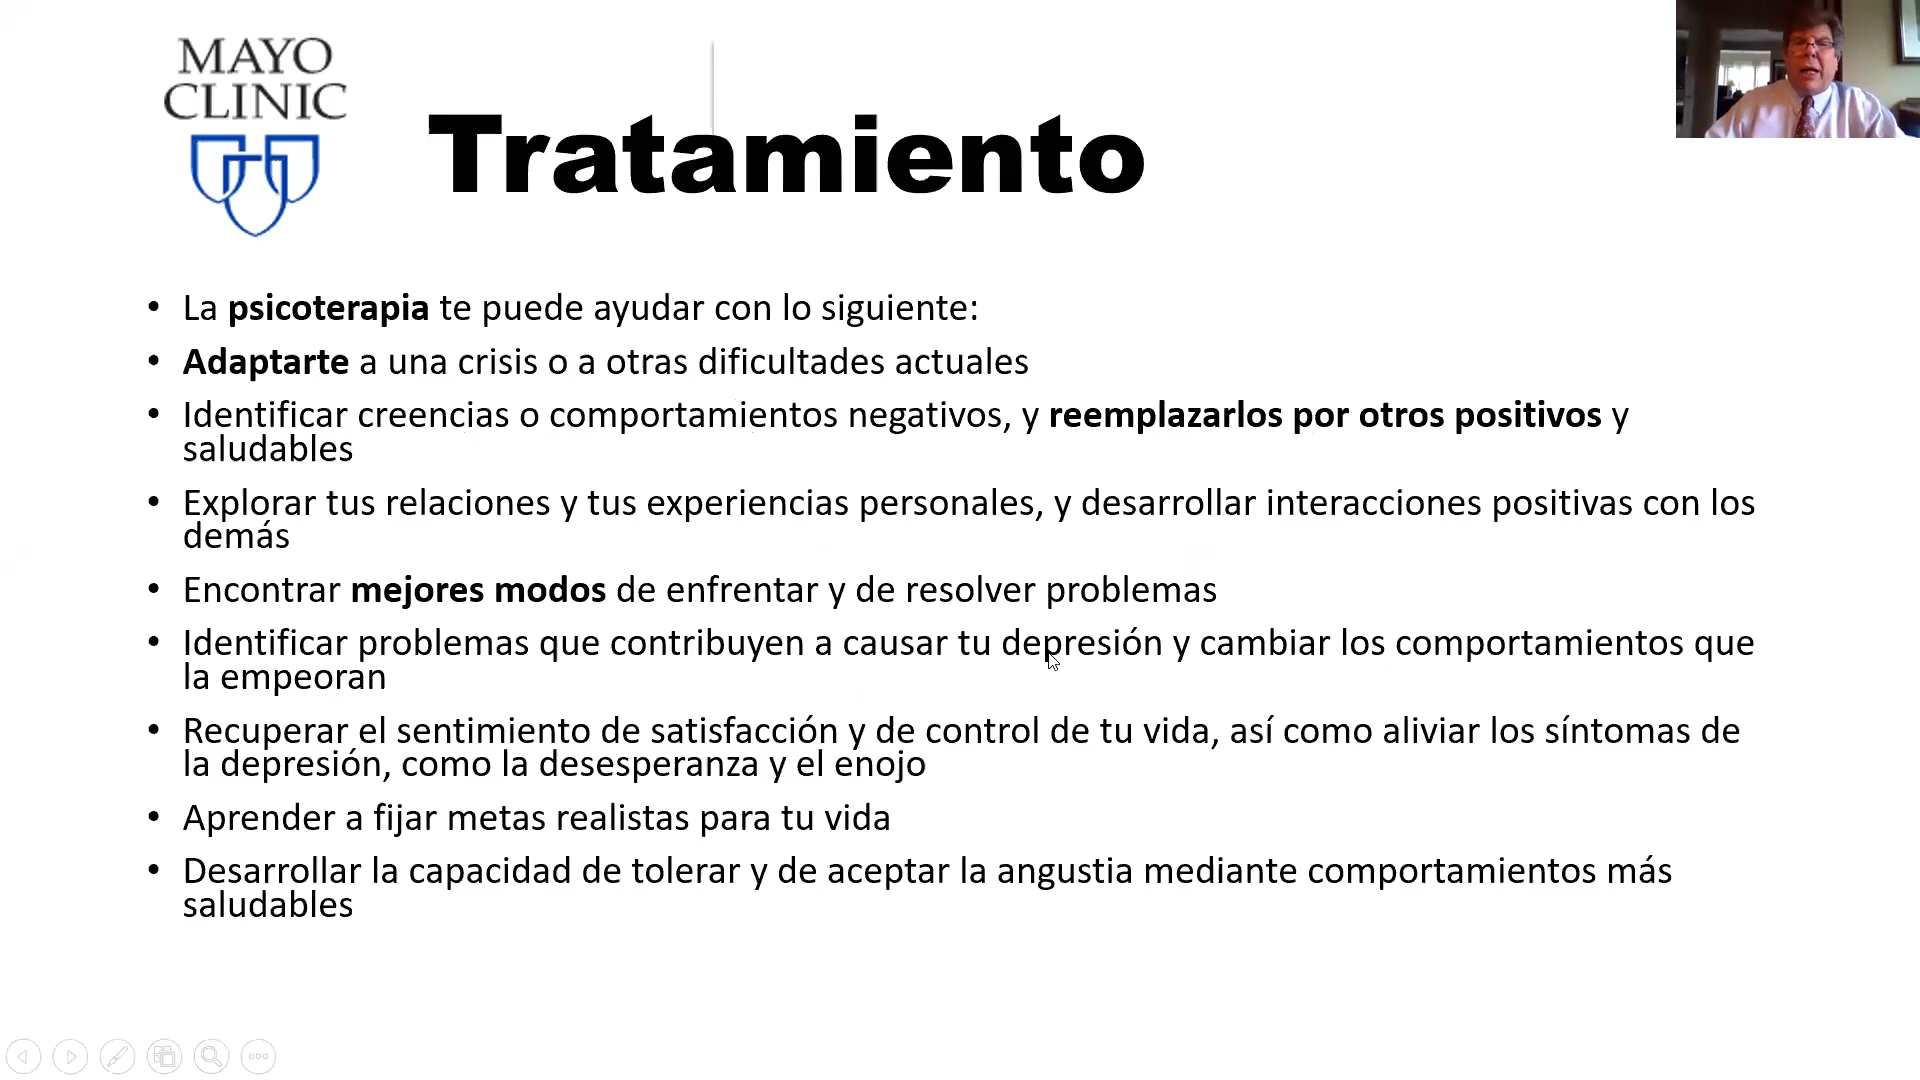 MAYO
CLINIC
Tratamiento
• La psicoterapia te puede ayudar con lo siguiente:
• Adaptarte a una crisis o a otras dificultades actuales
• Identificar creencias o comportamientos negativos, y reemplazarlos por otros positivos y
saludables
• Explorar tus relaciones y tus experiencias personales, y desarrollar interacciones positivas con los
demás
• Encontrar mejores modos de enfrentar y de resolver problemas
• Identificar problemas que contribuyen a causar tu depresión y cambiar los comportamientos que
la empeoran
• Recuperar el sentimiento de satisfacción y de control de tu vida, así como aliviar los síntomas de
la depresión, como la desesperanza y el enojo
• Aprender a fijar metas realistas para tu vida
• Desarrollar la capacidad de tolerar y de aceptar la angustia mediante comportamientos más
saludables